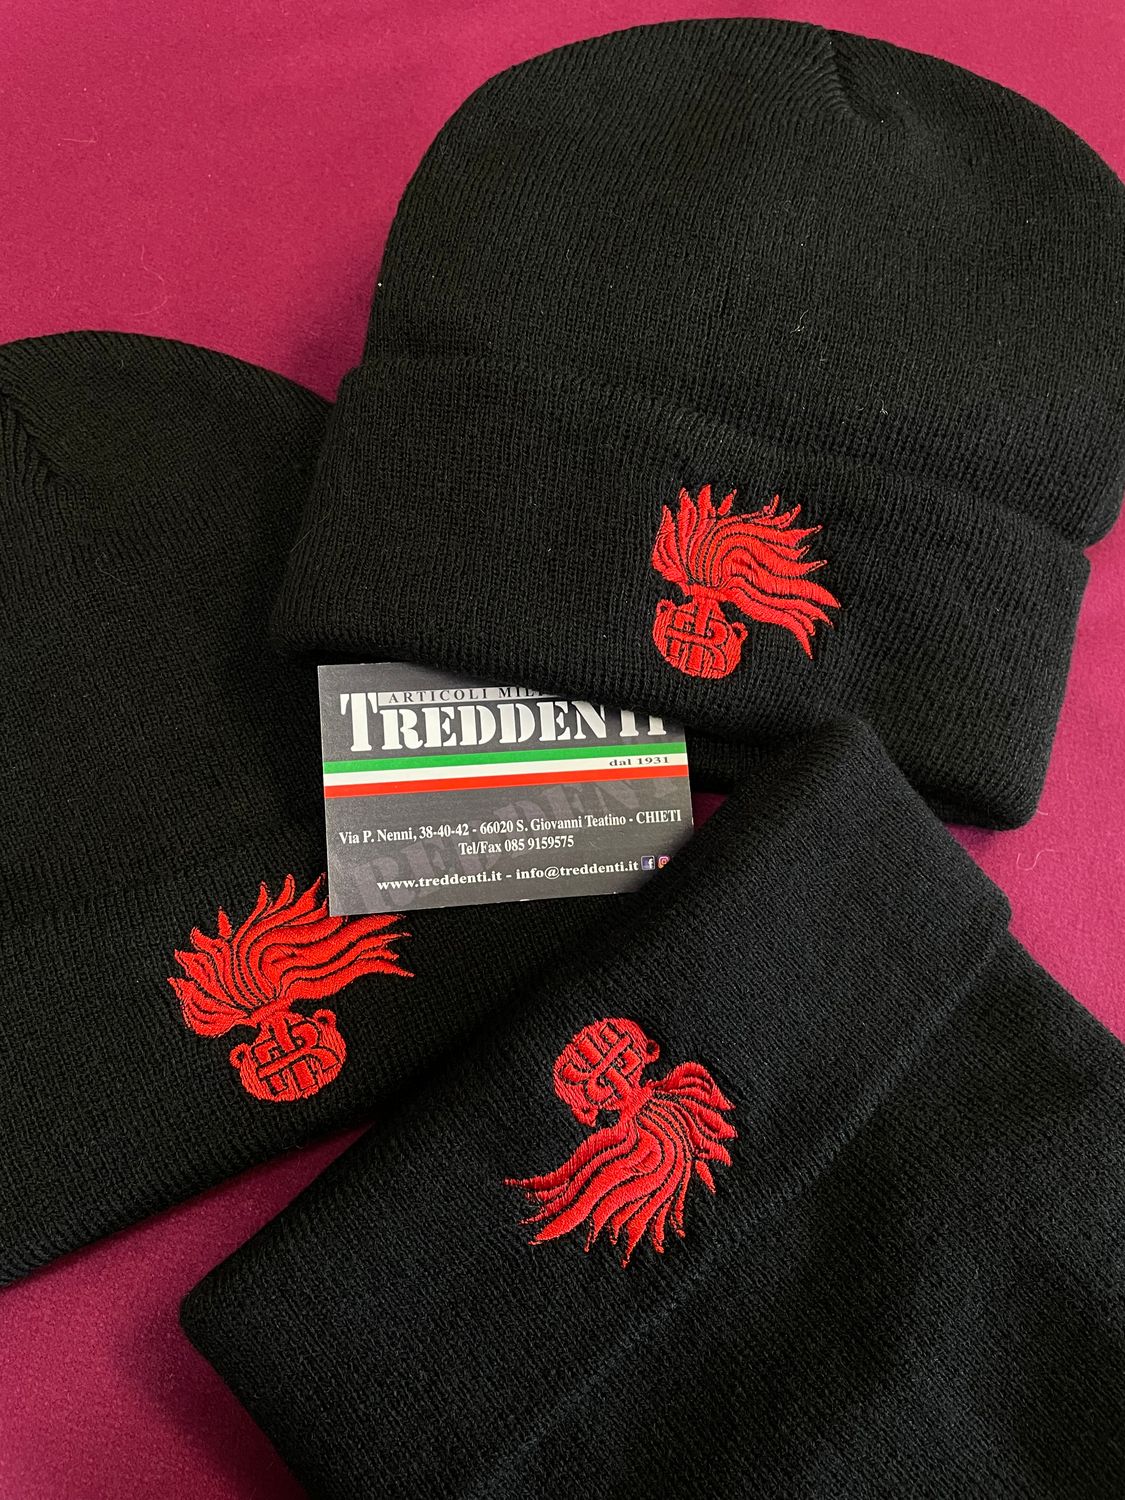 ARTICOLI
TREDDENTI
dal 1931
Via P. Nenni, 38-40-42 - 66020 S. Giovanni Teatino - CHIETI
Tel/Fax 085 9159575
www.treddenti.it - info@treddenti.it